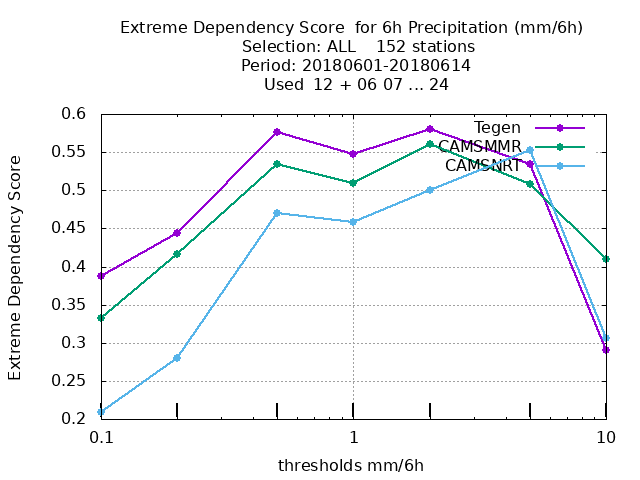 Extreme Dependency Score  for 6h Precipitation (mm/6h)
Selection: ALL    152 stations
Period: 20180601-20180614
Used  12 + 06 07 ... 24
Extreme Dependency Score
0.6
0.55
0.5
0.45
0.4
0.35
0.3
0.25
0.2
Tegen
CAMSMMR
CAMSNRT
0.1
1
10
thresholds mm/6h